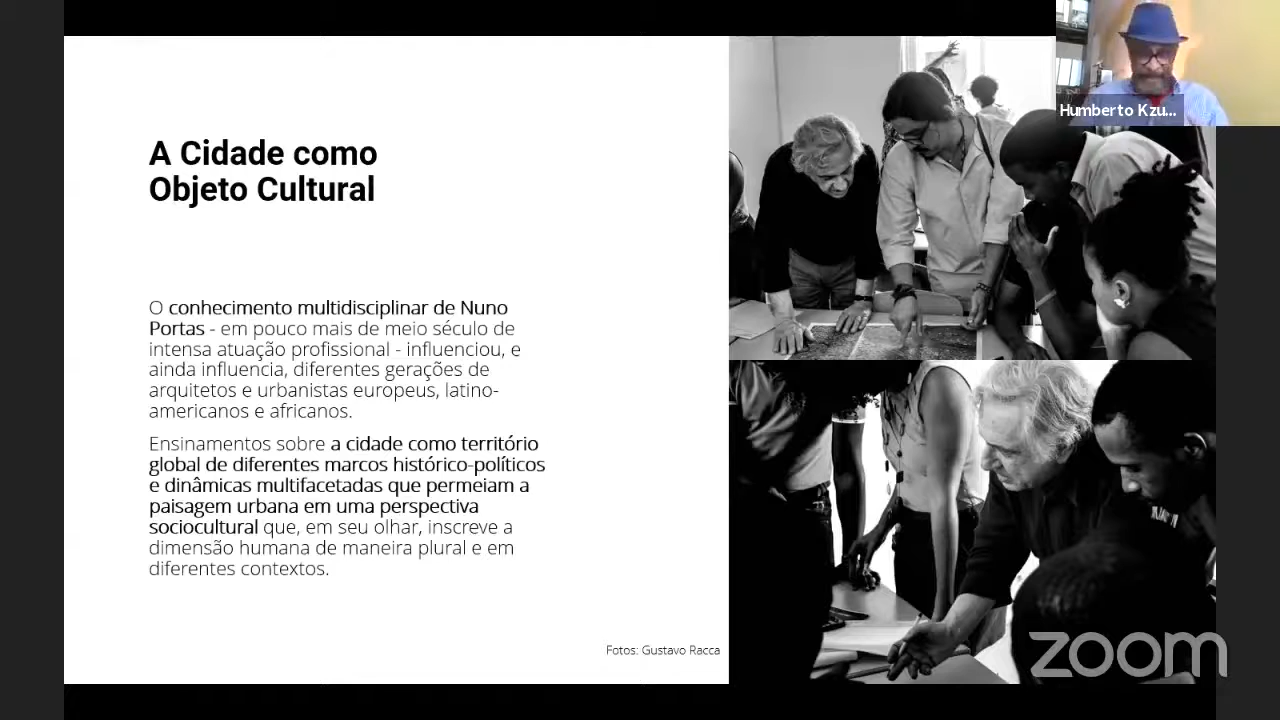 A Cidade como
Objeto Cultural
O conhecimento multidisciplinar de Nuno
Portas - em pouco mais de meio século de
intensa atuação profissional - influenciou, e
ainda influencia, diferentes gerações de
arquitetos e urbanistas europeus, latino-
americanos e africanos.
Ensinamentos sobre a cidade como território
global de diferentes marcos histórico-políticos
e dinâmicas multifacetadas que permeiam a
paisagem urbana em uma perspectiva
sociocultural que, em seu olhar, inscreve a
dimensão humana de maneira plural e em
diferentes contextos.
Fotos: Gustavo Racca
Humberto Kzu...
zoom